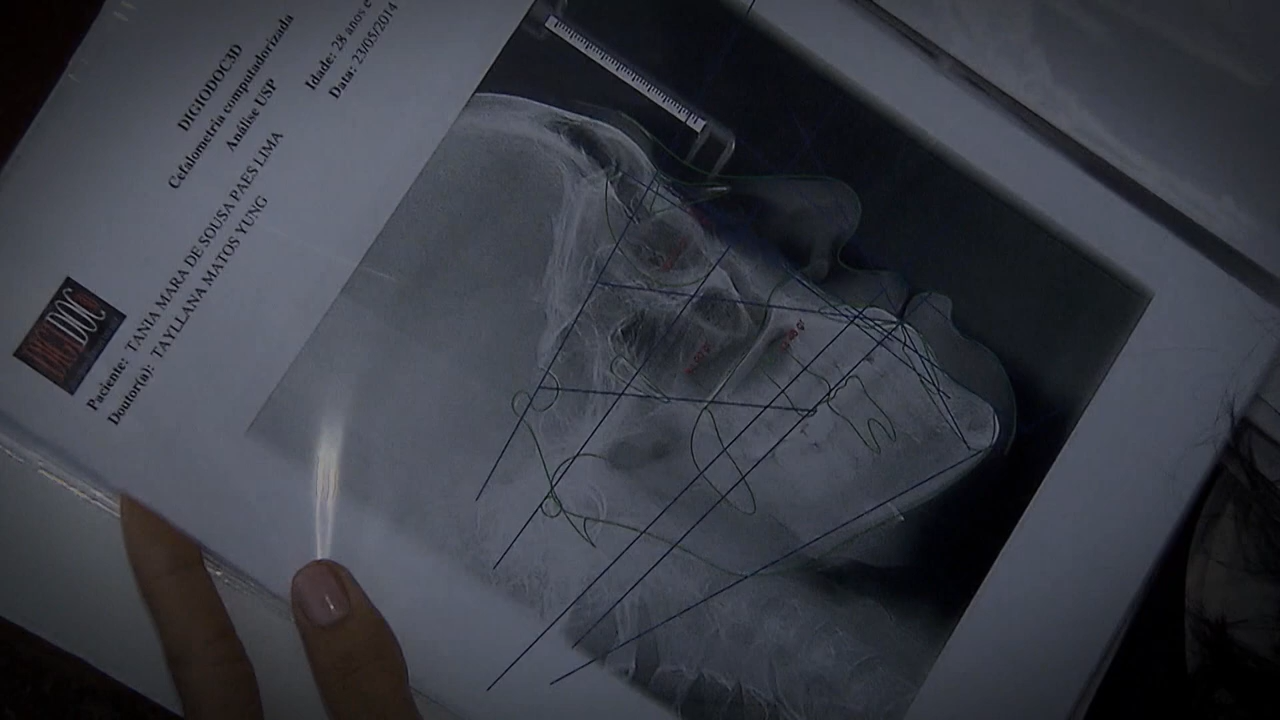 DIGIODOC3D
Cefalometria computadorizada
Análise USP
Idade: 28 anos e
Data: 23/05/2014
Paciente: TANIA MARA DE SOUSA PAES LIMA
Doutor(a): TAYLLANA MATOS YUNG